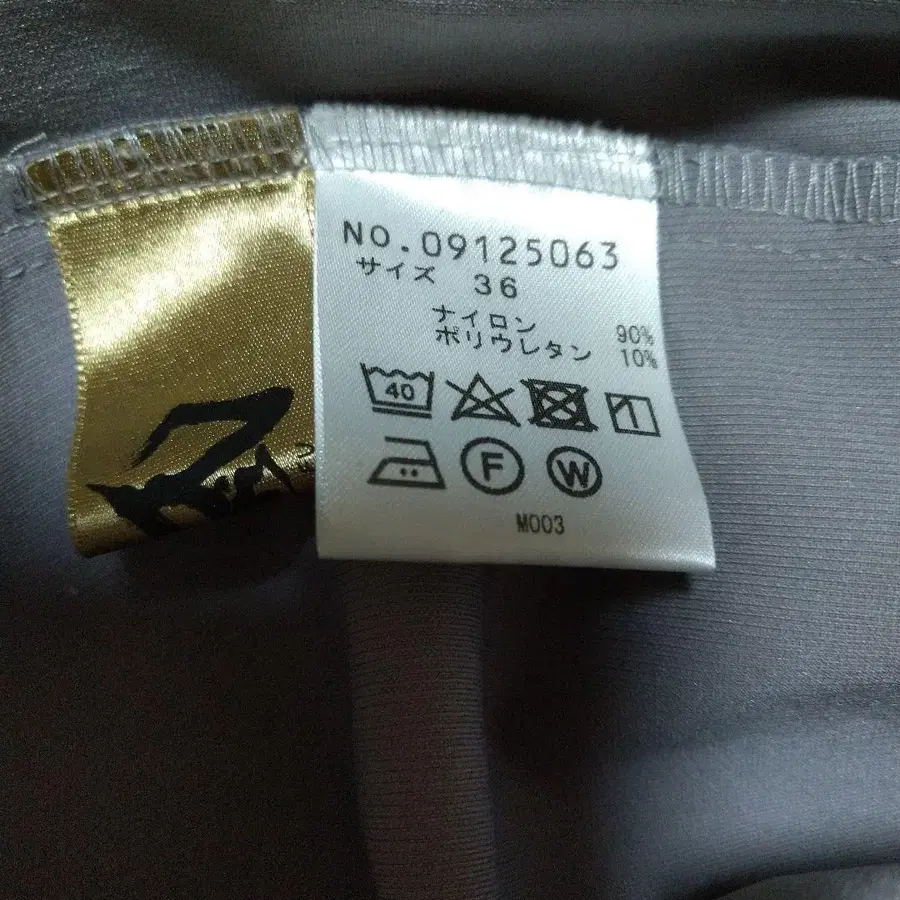 No.09125063
サイズ 36
ナイロン 90%
ポリウレタン 10%
40
F
W
M003